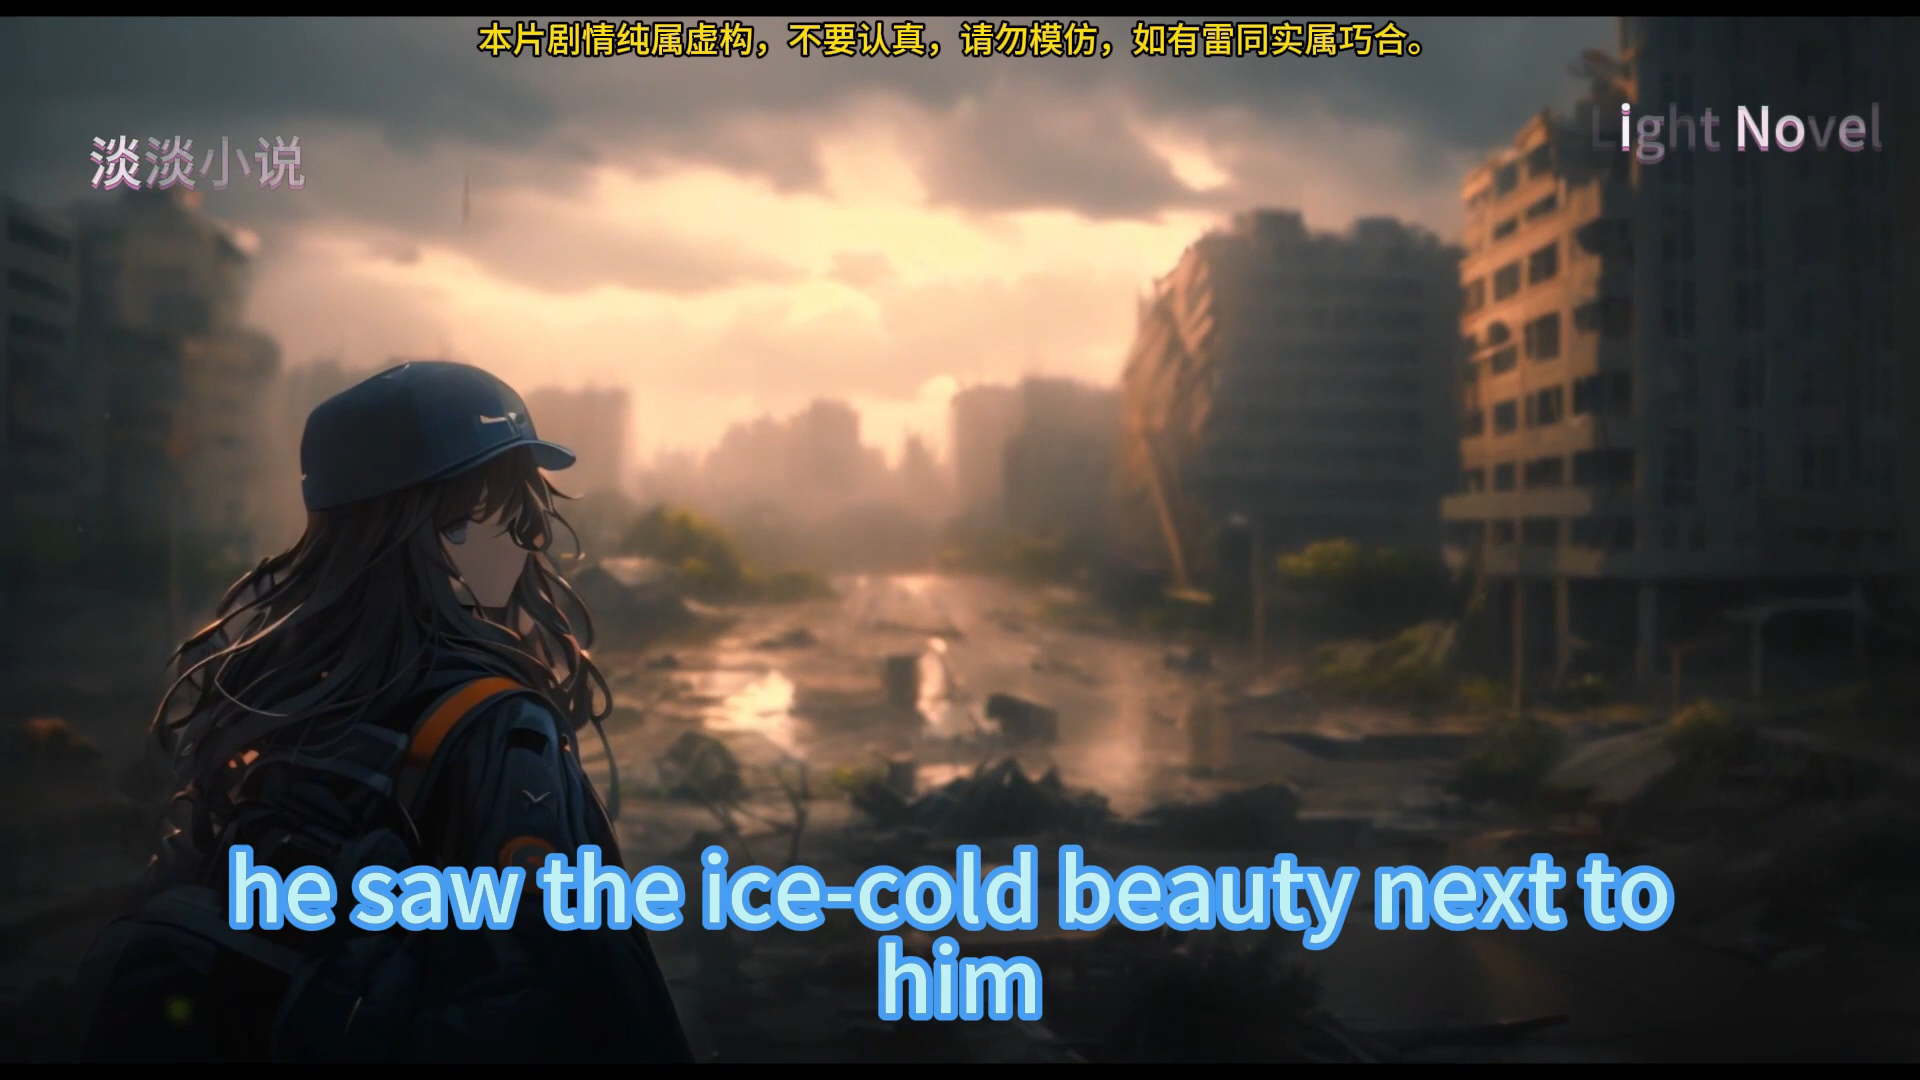 本片剧情纯属虚构，不要认真，请勿模仿，如有雷同实属巧合。
Light Novel
淡淡小说
he saw the ice-cold beauty next to
him